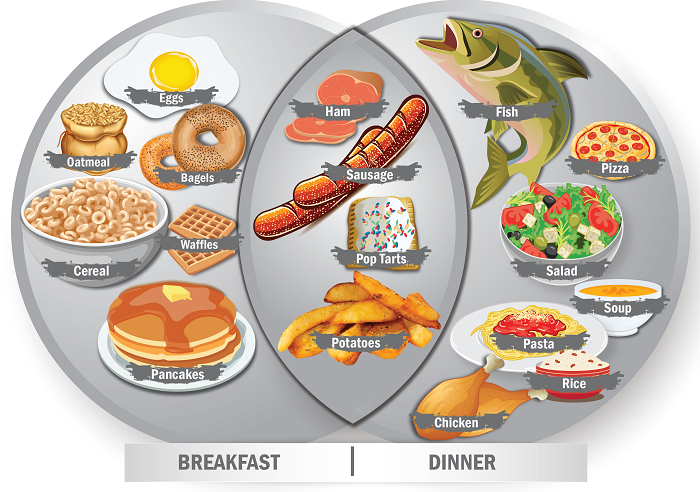 Eggs
Oatmeal
Bagels
Waffles
Cereal
Pancakes
Ham
Sausage
Pop Tarts
Potatoes
Fish
Pizza
Salad
Soup
Pasta
Rice
Chicken
BREAKFAST | DINNER